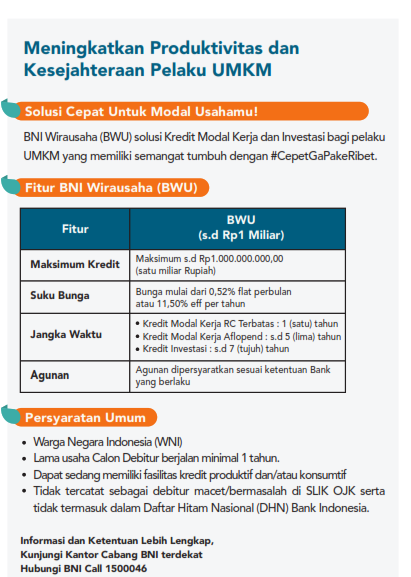 Meningkatkan Produktivitas dan
Kesejahteraan Pelaku UMKM
Solusi Cepat Untuk Modal Usahamu!
BNI Wirausaha (BWU) solusi Kredit Modal Kerja dan Investasi bagi pelaku
UMKM yang memiliki semangat tumbuh dengan #CepetGaPakeRibet.
Fitur BNI Wirausaha (BWU)
Fitur
BWU
(s.d Rp1 Miliar)
Maksimum Kredit
Maksimum s.d Rp1.000.000.000,00
(satu miliar Rupiah)
Suku Bunga
Bunga mulai dari 0,52% flat perbulan
atau 11,50% eff per tahun
Jangka Waktu
• Kredit Modal Kerja RC Terbatas : 1 (satu) tahun
• Kredit Modal Kerja Aflopend : s.d 5 (lima) tahun
• Kredit Investasi : s.d 7 (tujuh) tahun
Agunan
Agunan dipersyaratkan sesuai ketentuan Bank
yang berlaku
Persyaratan Umum
• Warga Negara Indonesia (WNI)
• Lama usaha Calon Debitur berjalan minimal 1 tahun.
• Dapat sedang memiliki fasilitas kredit produktif dan/atau konsumtif
• Tidak tercatat sebagai debitur macet/bermasalah di SLIK OJK serta
tidak termasuk dalam Daftar Hitam Nasional (DHN) Bank Indonesia.
Informasi dan Ketentuan Lebih Lengkap,
Kunjungi Kantor Cabang BNI terdekat
Hubungi BNI Call 1500046